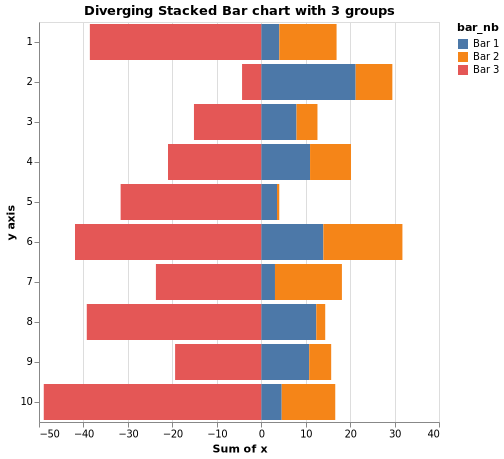 Diverging Stacked Bar chart with 3 groups
bar_nb
Bar 1
Bar 2
Bar 3
y axis
1
2
3
4
5
6
7
8
9
10
−50 −40 −30 −20 −10 0 10 20 30 40
Sum of x